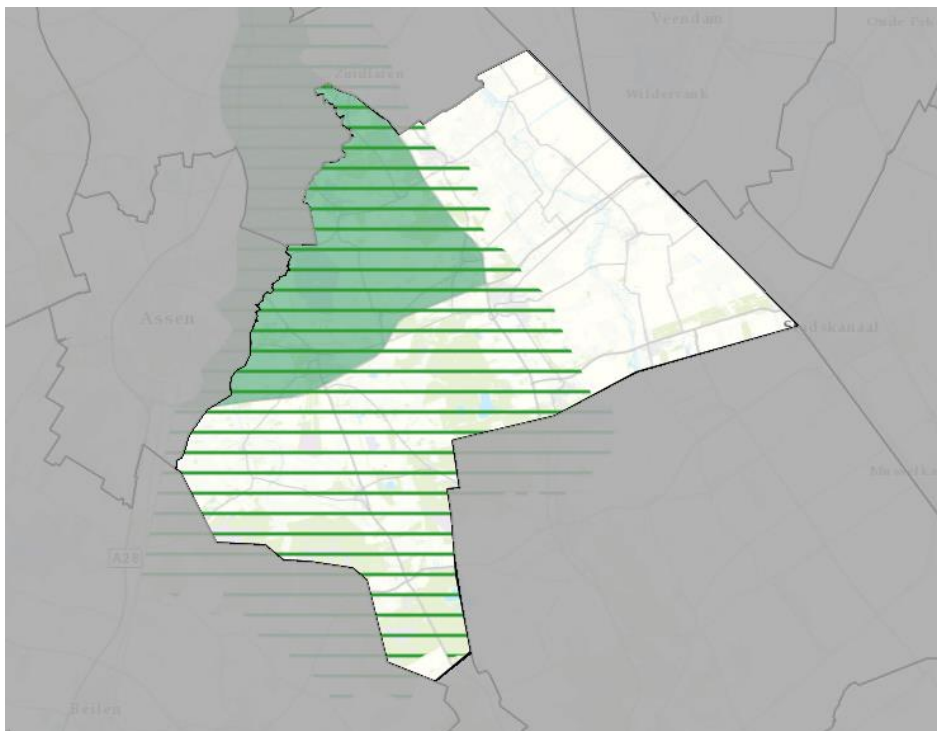 Veendam
Zuidlaren
Wildervank
Assen
Stadskanaal
A28
Beilen